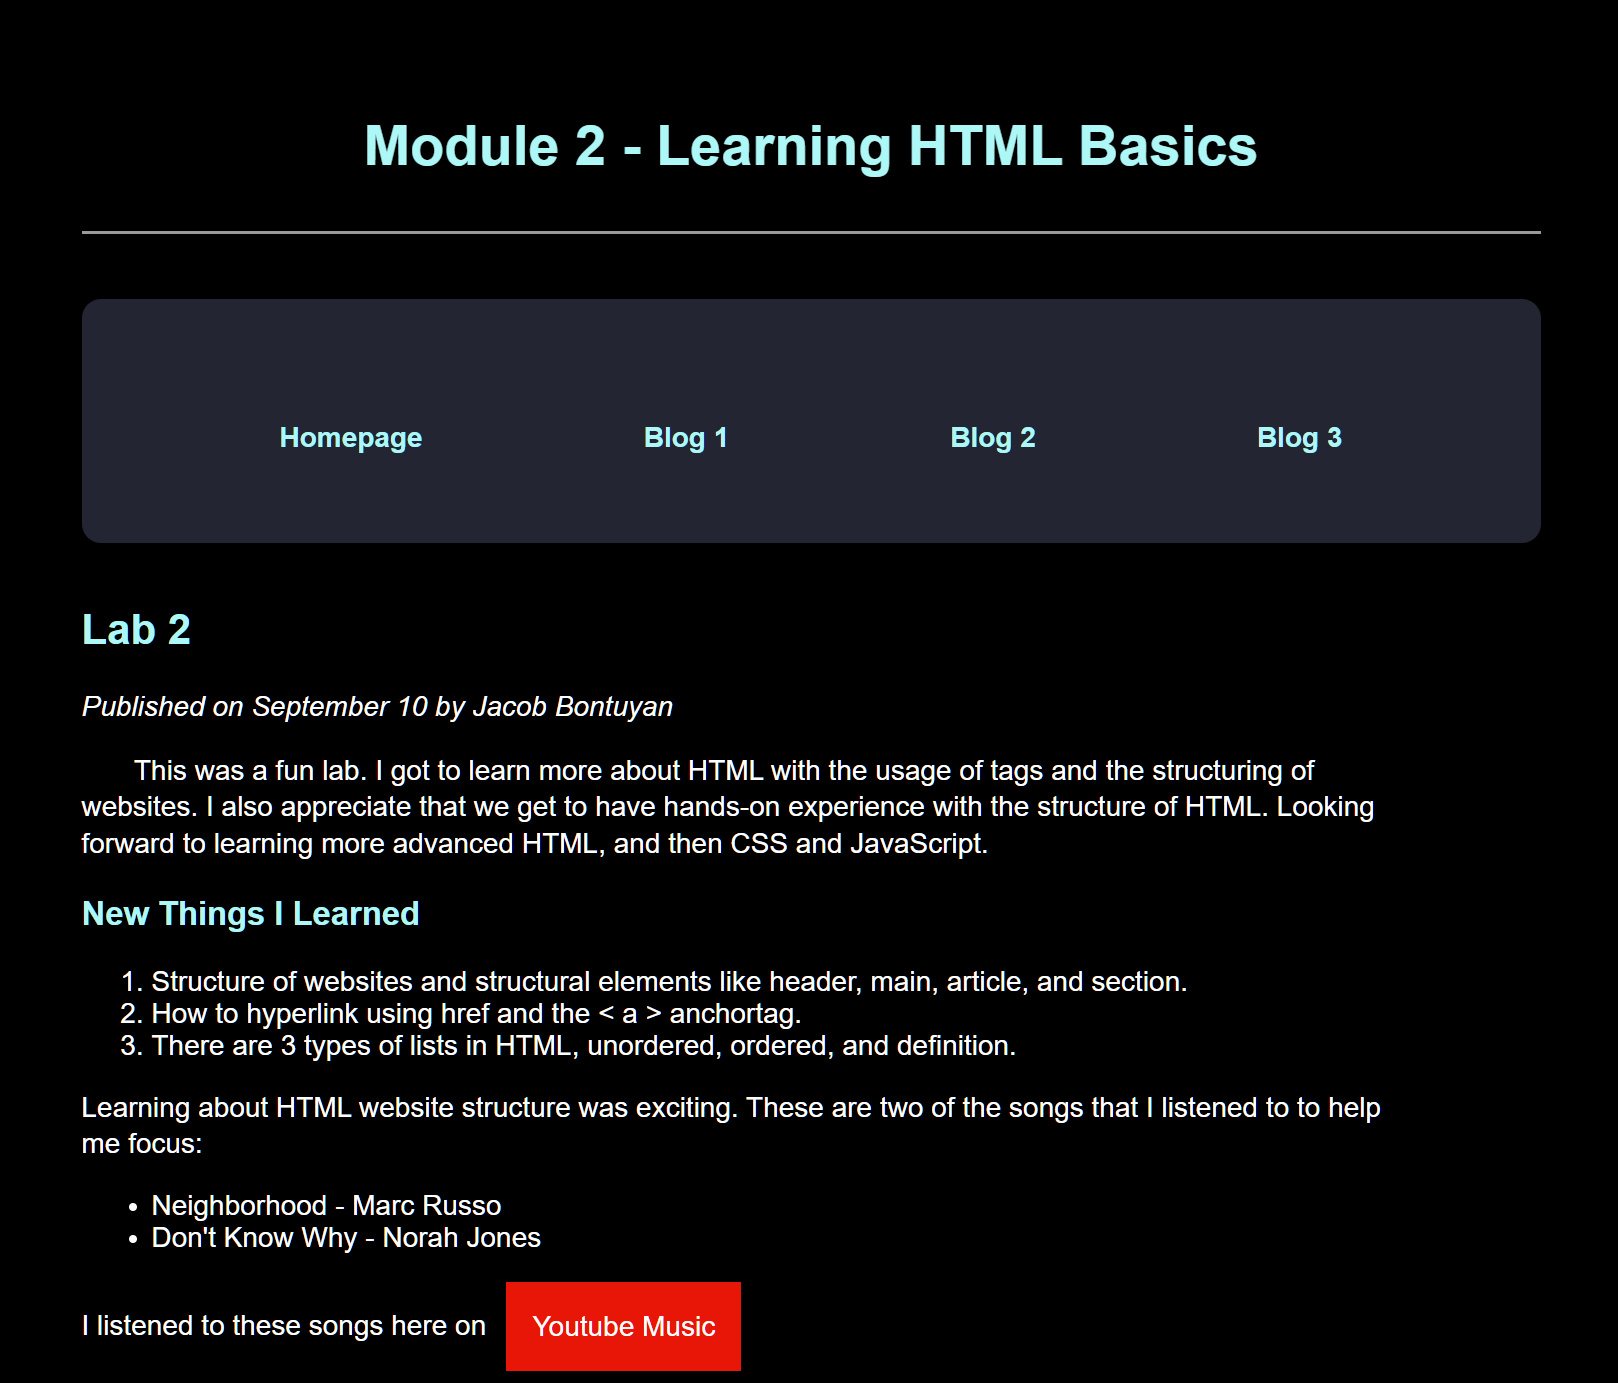 Module 2 - Learning HTML Basics
Homepage Blog 1 Blog 2 Blog 3
Lab 2
Published on September 10 by Jacob Bontuyan
This was a fun lab. I got to learn more about HTML with the usage of tags and the structuring of
websites. I also appreciate that we get to have hands-on experience with the structure of HTML. Looking
forward to learning more advanced HTML, and then CSS and JavaScript.
New Things I Learned
1. Structure of websites and structural elements like header, main, article, and section.
2. How to hyperlink using href and the < a > anchortag.
3. There are 3 types of lists in HTML, unordered, ordered, and definition.
Learning about HTML website structure was exciting. These are two of the songs that I listened to to help
me focus:
• Neighborhood - Marc Russo
• Don't Know Why - Norah Jones
I listened to these songs here on Youtube Music